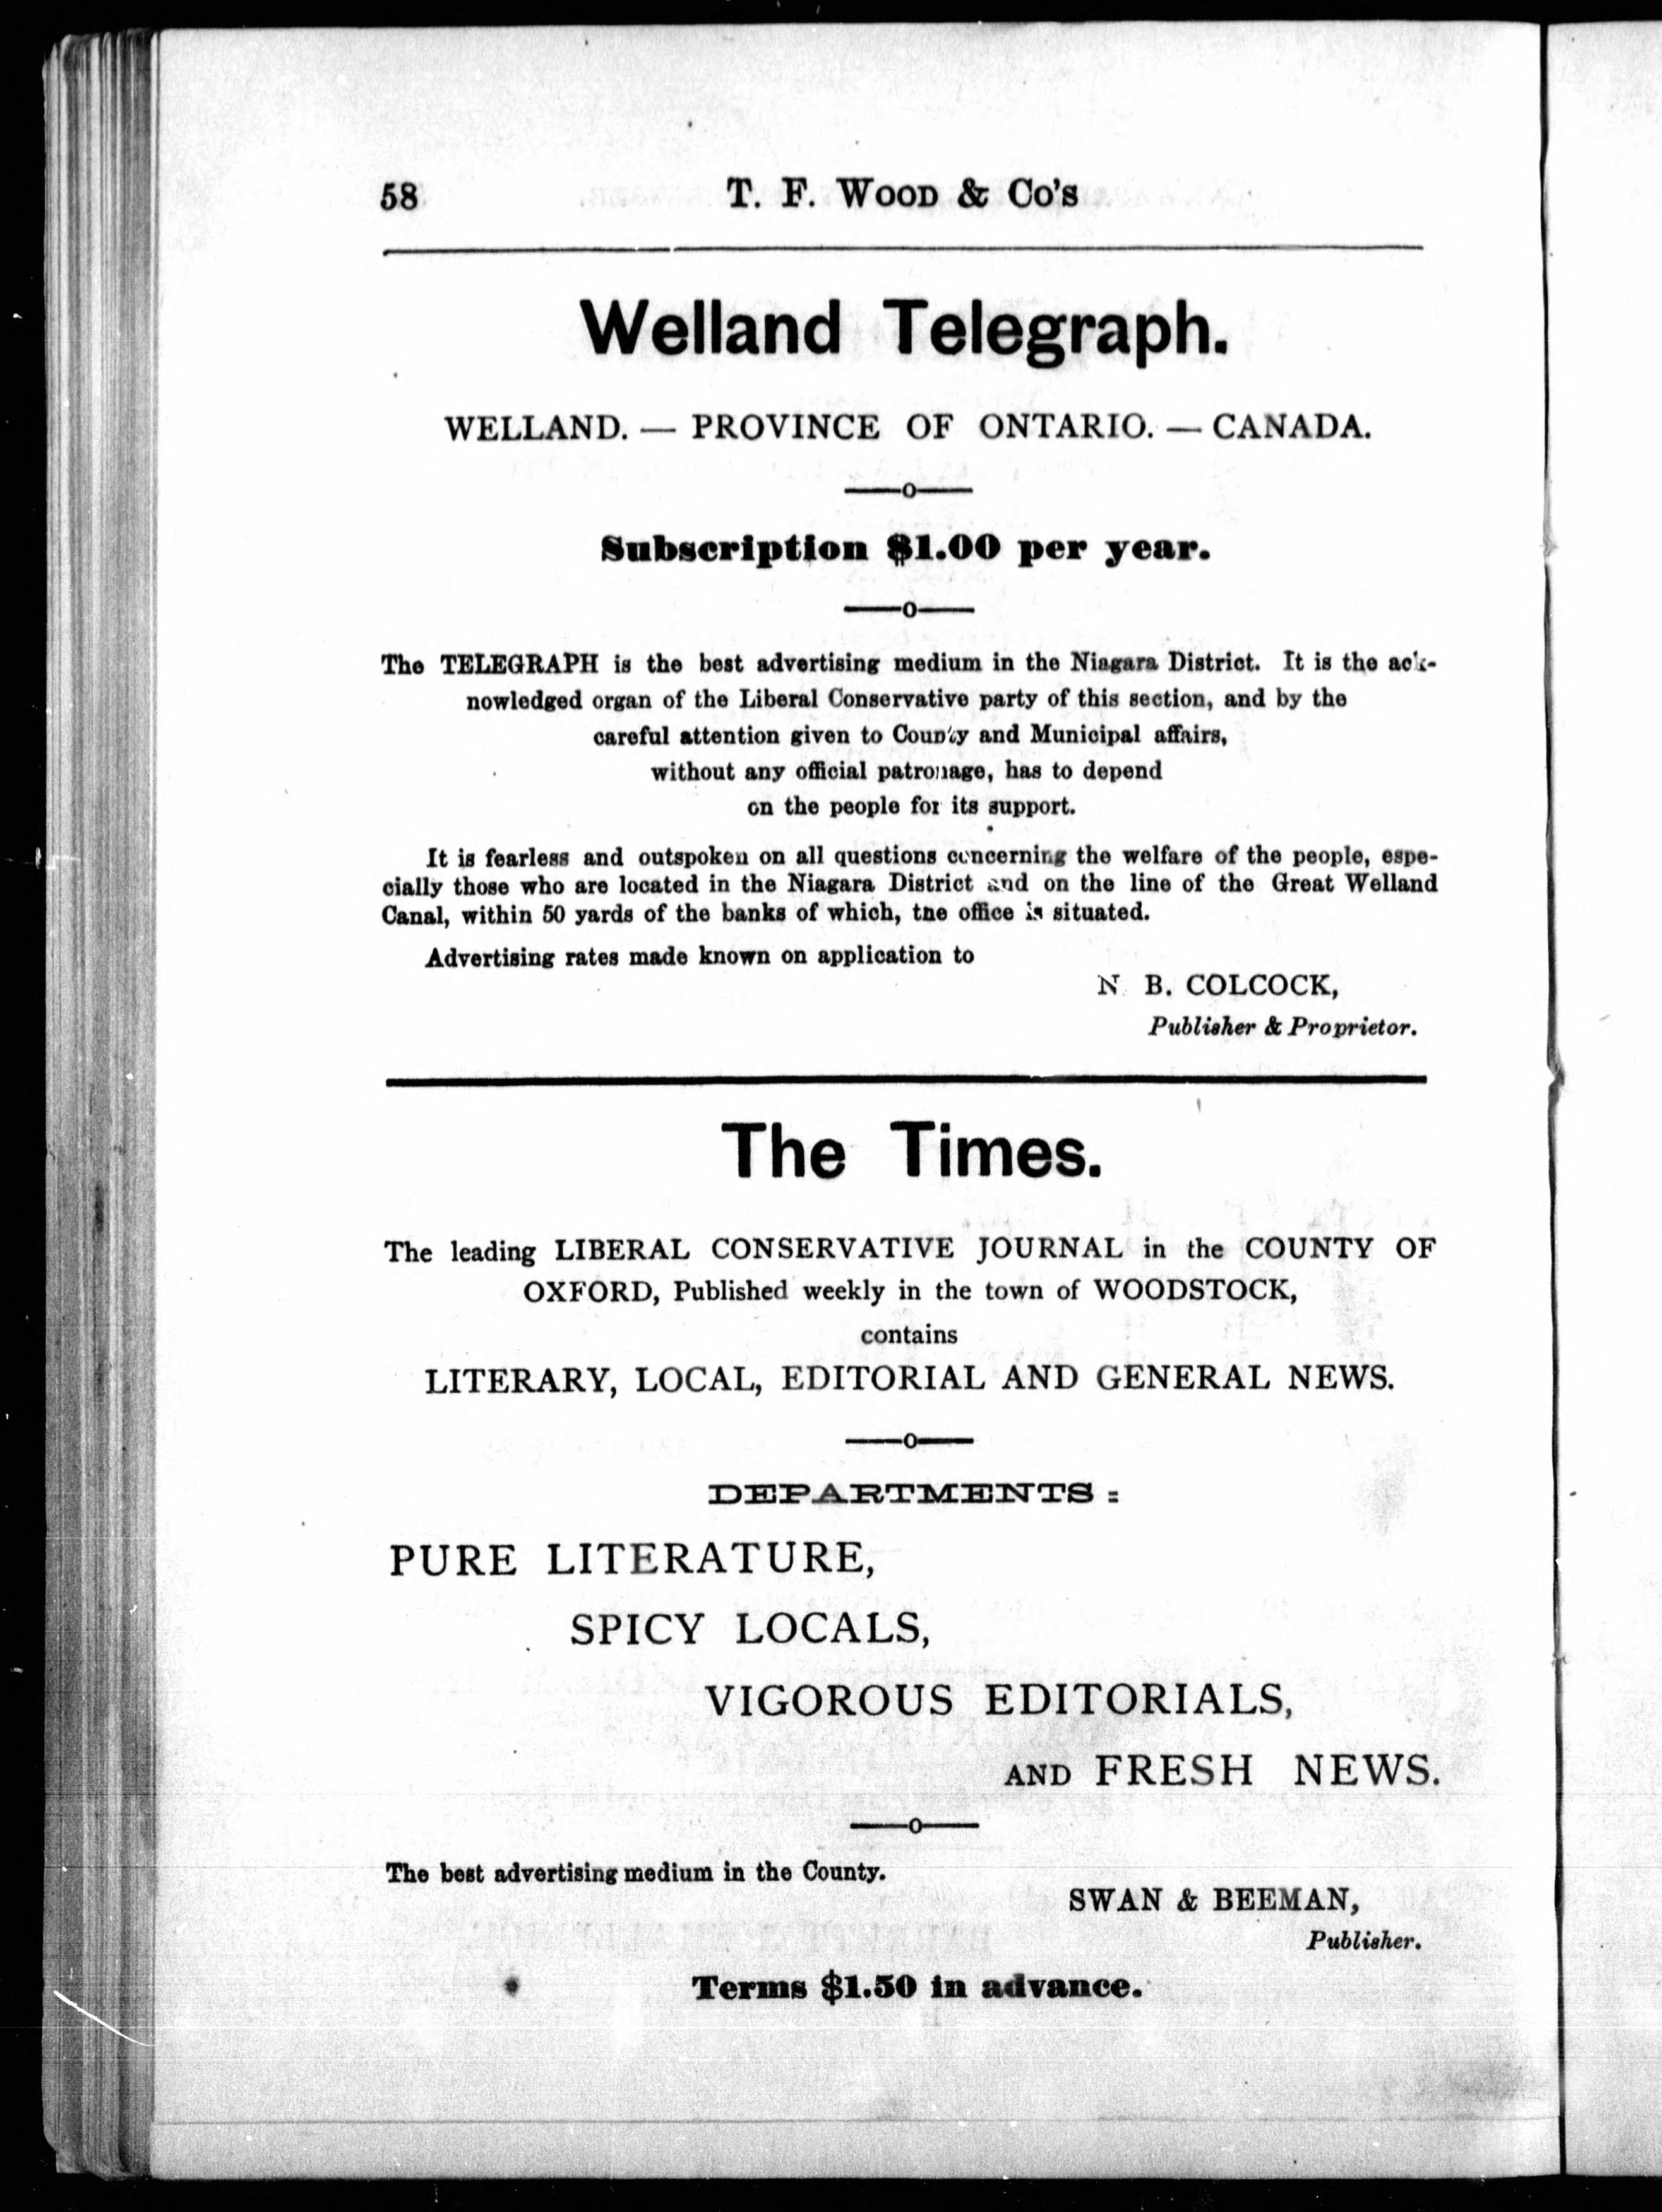 58 T. F. WOOD & CO'S
Welland Telegraph.
WELLAND. — PROVINCE OF ONTARIO. — CANADA.
——o——
Subscription $1.00 per year.
——o——
The TELEGRAPH is the best advertising medium in the Niagara District. It is the ack-
nowledged organ of the Liberal Conservative party of this section, and by the
careful attention given to County and Municipal affairs,
without any official patronage, has to depend
on the people for its support.
It is fearless and outspoken on all questions concerning the welfare of the people, espe-
cially those who are located in the Niagara District and on the line of the Great Welland
Canal, within 50 yards of the banks of which, tne office is situated.
Advertising rates made known on application to
N B. COLCOCK,
Publisher & Proprietor.
The Times.
The leading LIBERAL CONSERVATIVE JOURNAL in the COUNTY OF
OXFORD, Published weekly in the town of WOODSTOCK,
contains
LITERARY, LOCAL, EDITORIAL AND GENERAL NEWS.
——o——
DEPARTMENTS :
PURE LITERATURE,
SPICY LOCALS,
VIGOROUS EDITORIALS,
AND FRESH NEWS.
——o——
The best advertising medium in the County.
SWAN & BEEMAN,
Publisher.
Terms $1.50 in advance.